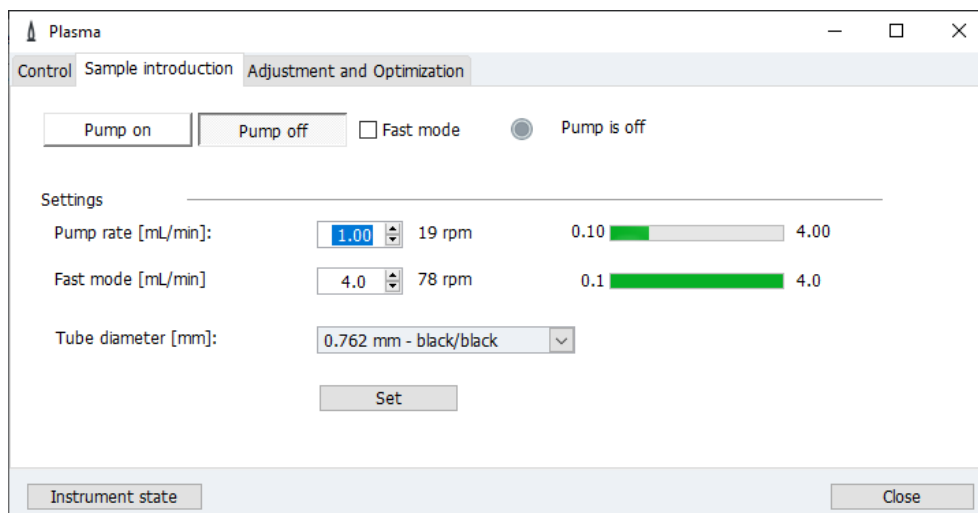 Plasma
Control Sample introduction Adjustment and Optimization
Pump on Pump off Fast mode Pump is off
Settings
Pump rate [mL/min]: 1.00 19 rpm 0.10 4.00
Fast mode [mL/min] 4.0 78 rpm 0.1 4.0
Tube diameter [mm]: 0.762 mm - black/black
Set
Instrument state Close